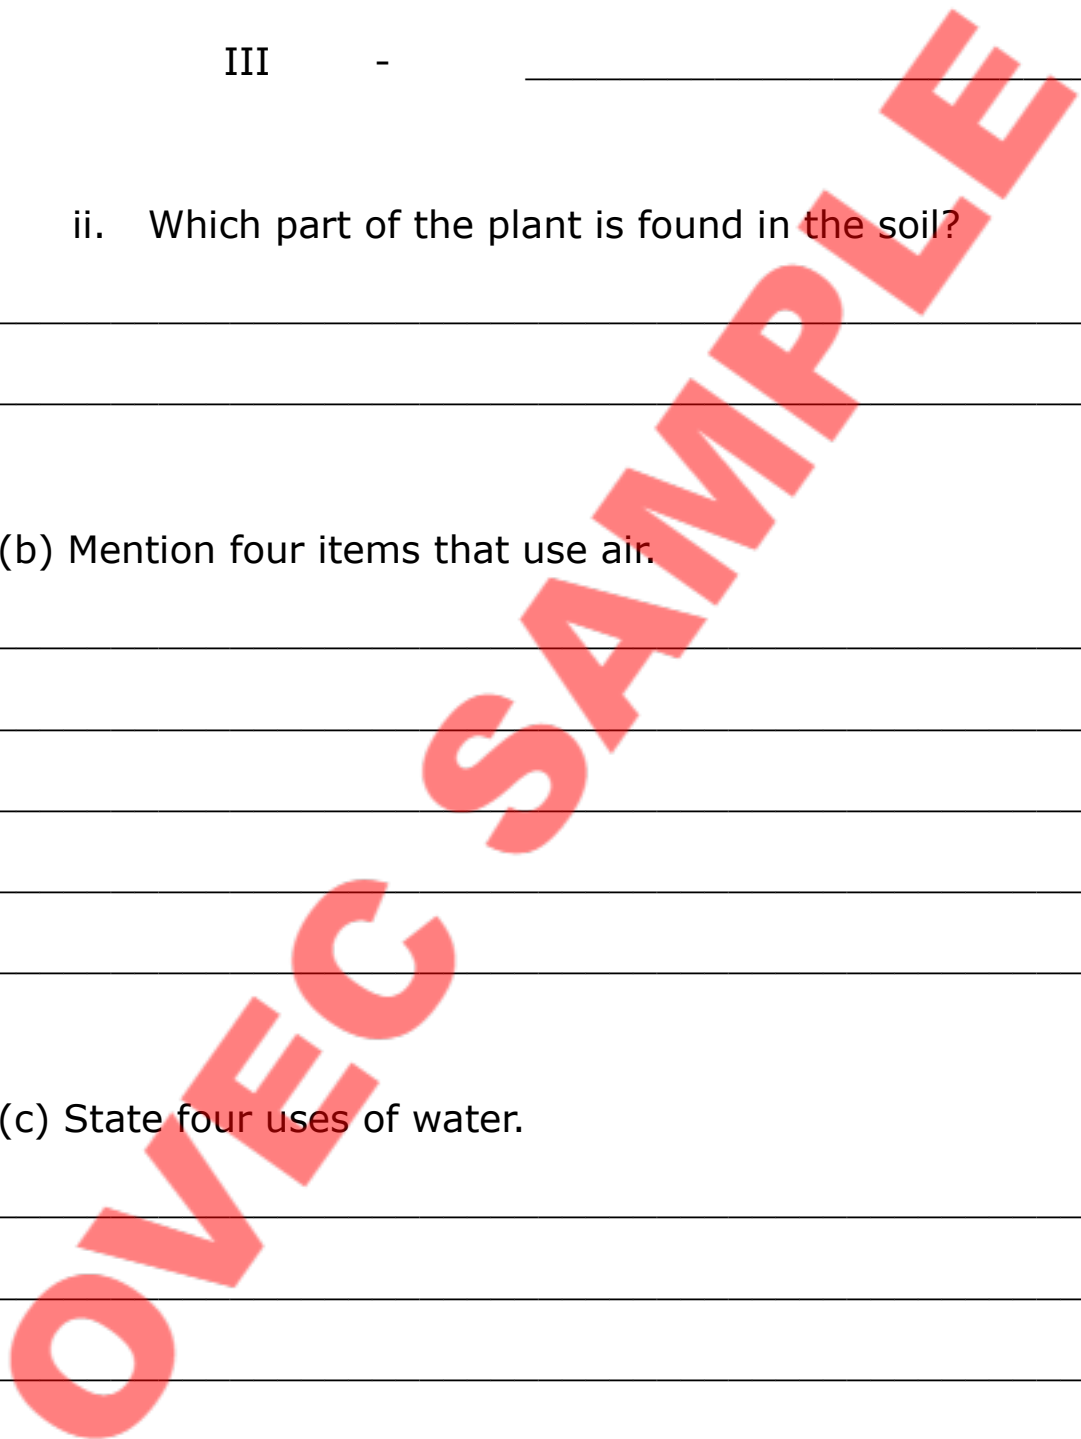 III - 
ii. Which part of the plant is found in the soil?
(b) Mention four items that use air.
(c) State four uses of water.
OVEC SAMPLE